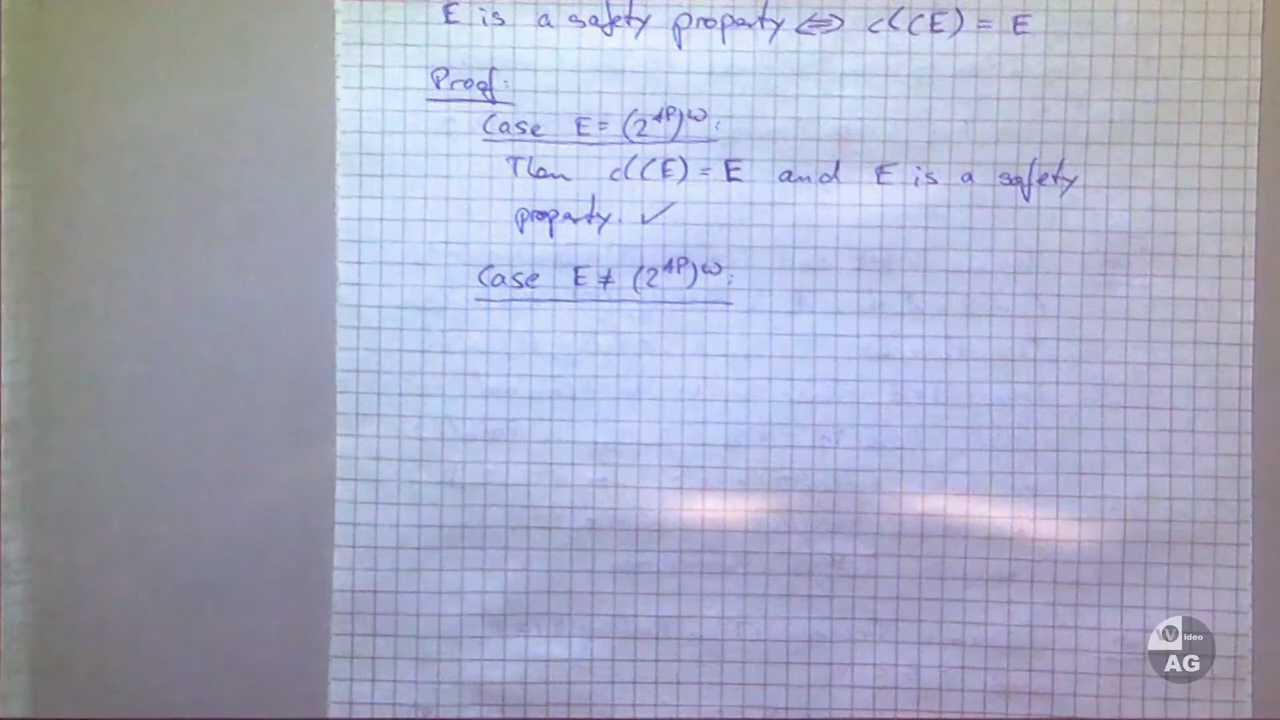 E is a safety property ⇔ cl(E) = E
Proof:
Case E = (2^AP)^ω:
Then cl(E) = E and E is a safety
property. ✓
Case E ≠ (2^AP)^ω:
Video
AG